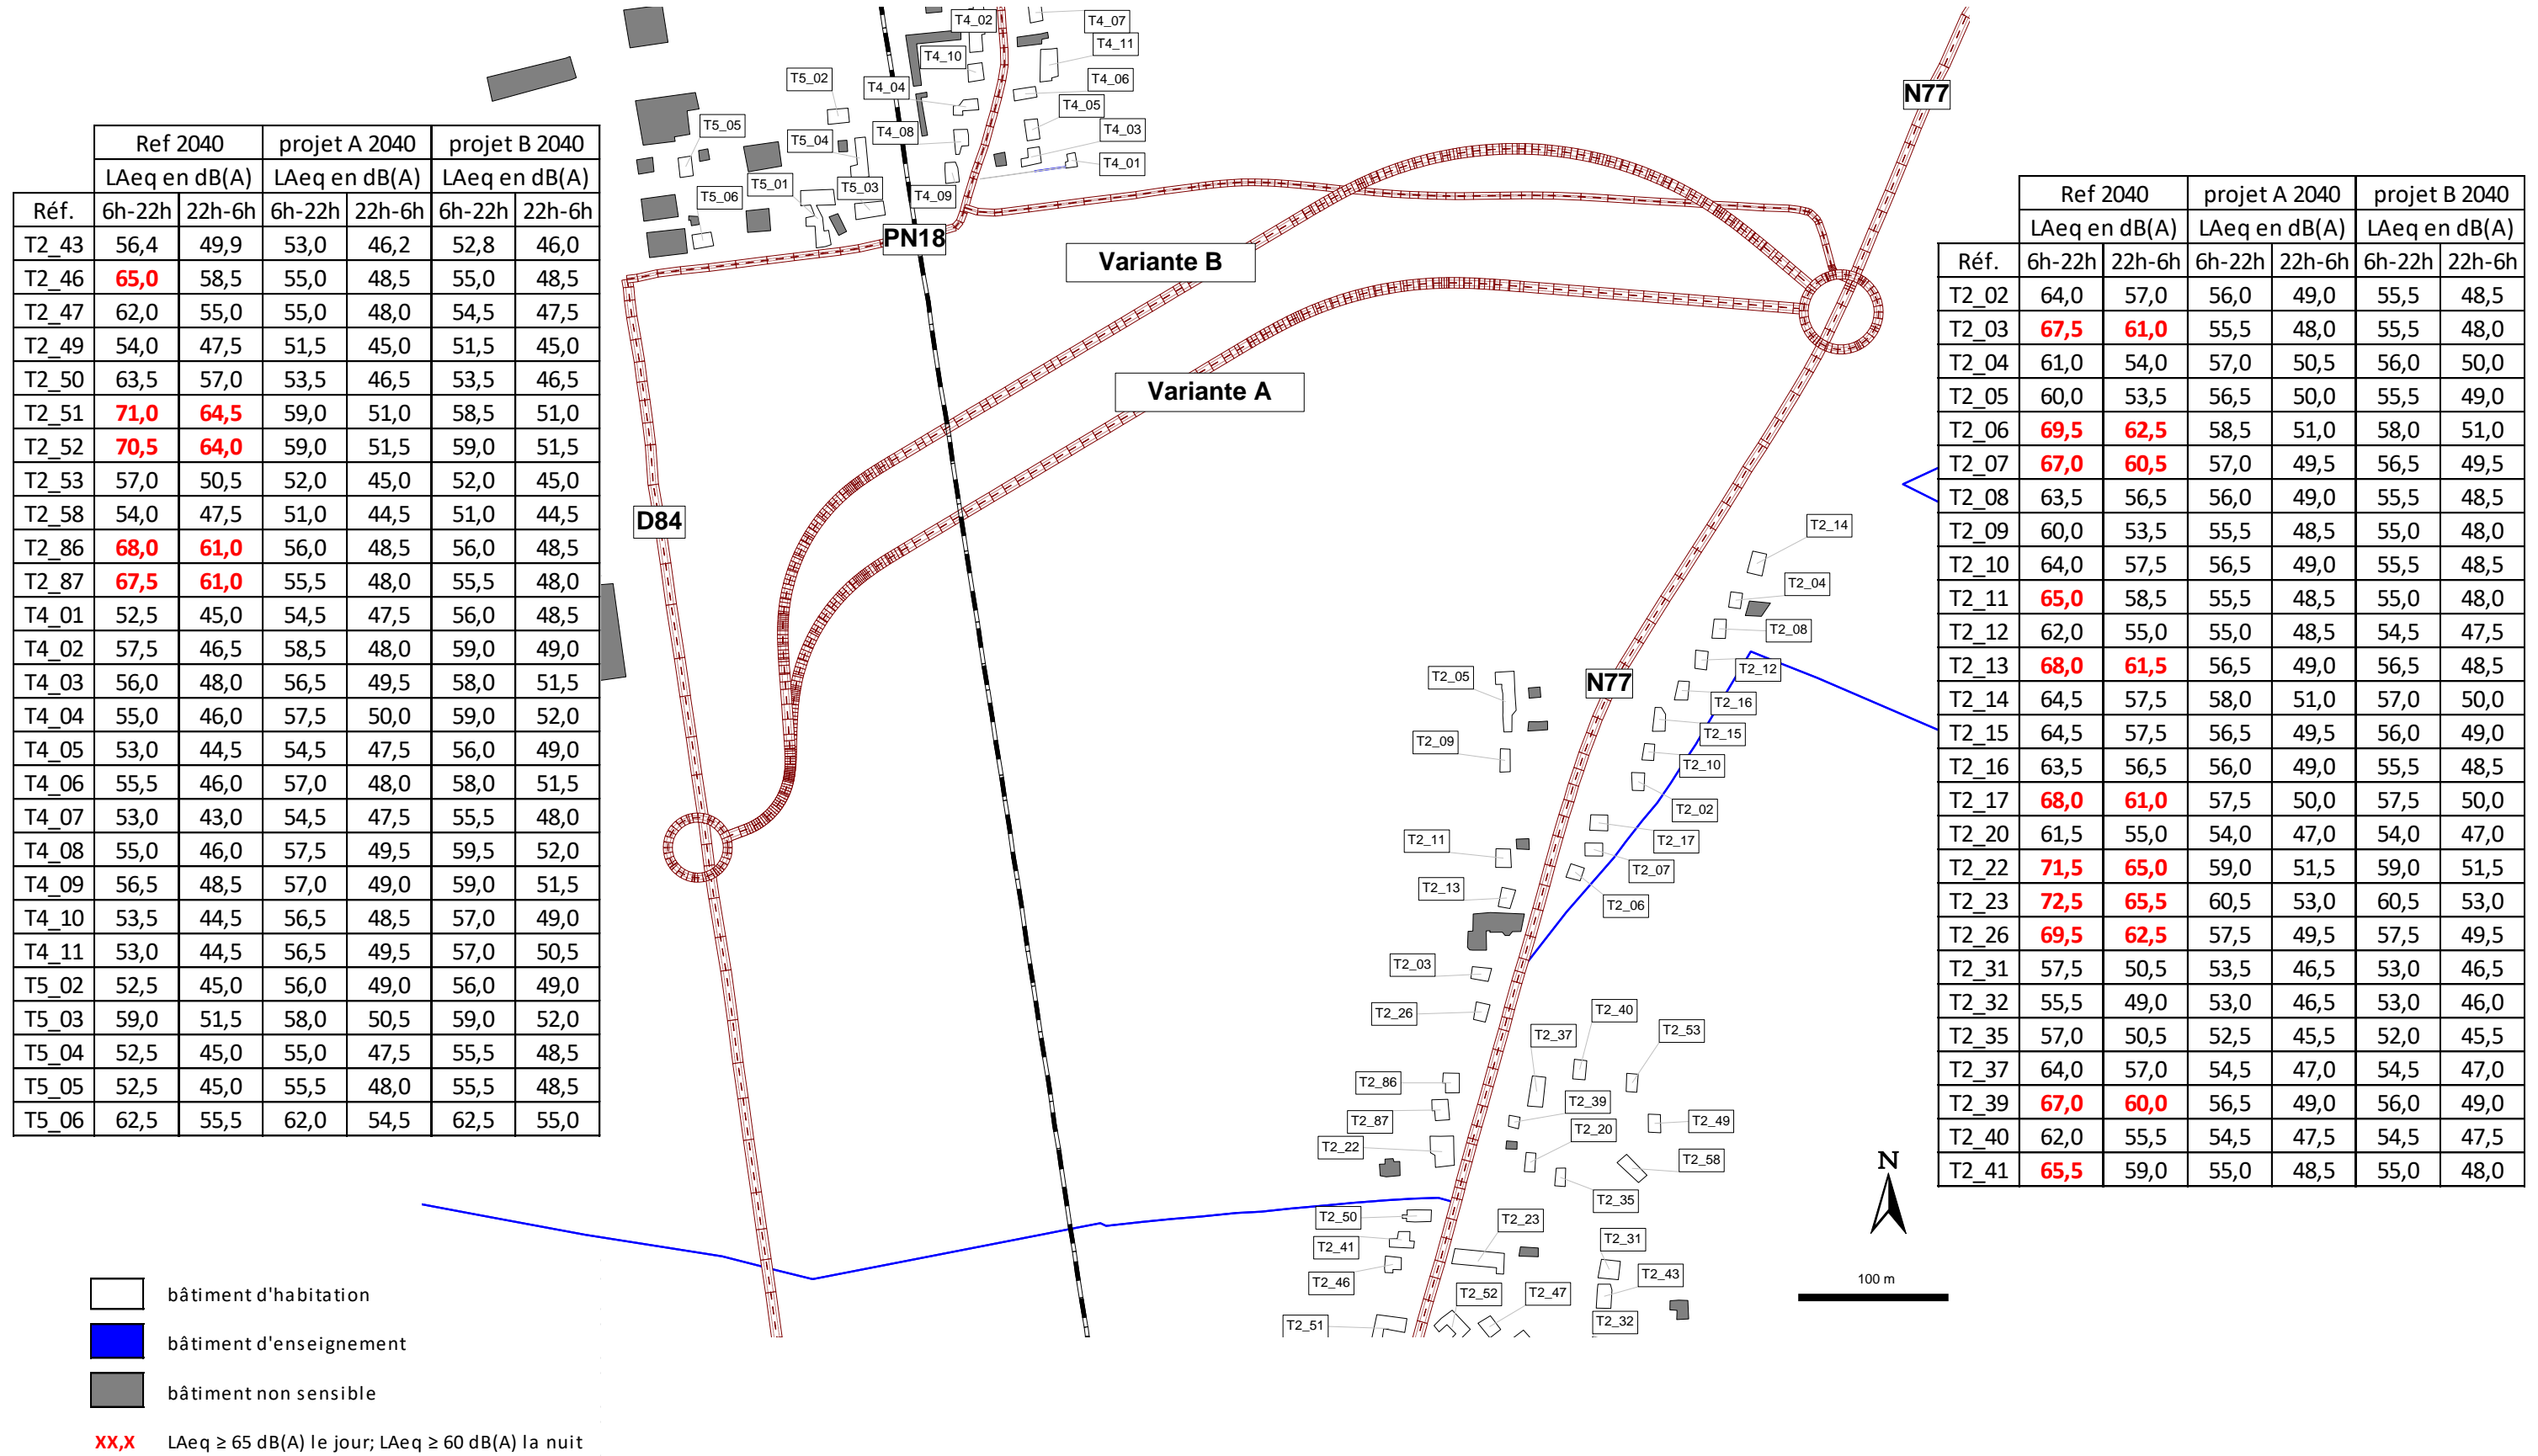 Ref 2040 projet A 2040 projet B 2040
LAeq en dB(A) LAeq en dB(A) LAeq en dB(A)
Réf. 6h-22h 22h-6h 6h-22h 22h-6h 6h-22h 22h-6h
T2_43 56,4 49,9 53,0 46,2 52,8 46,0
T2_46 65,0 58,5 55,0 48,5 55,0 48,5
T2_47 62,0 55,0 55,0 48,0 54,5 47,5
T2_49 54,0 47,5 51,5 45,0 51,5 45,0
T2_50 63,5 57,0 53,5 46,5 53,5 46,5
T2_51 71,0 64,5 59,0 51,0 58,5 51,0
T2_52 70,5 64,0 59,0 51,5 59,0 51,5
T2_53 57,0 50,5 52,0 45,0 52,0 45,0
T2_58 54,0 47,5 51,0 44,5 51,0 44,5
T2_86 68,0 61,0 56,0 48,5 56,0 48,5
T2_87 67,5 61,0 55,5 48,0 55,5 48,0
T4_01 52,5 45,0 54,5 47,5 56,0 48,5
T4_02 57,5 46,5 58,5 48,0 59,0 49,0
T4_03 56,0 48,0 56,5 49,5 58,0 51,5
T4_04 55,0 46,0 57,5 50,0 59,0 52,0
T4_05 53,0 44,5 54,5 47,5 56,0 49,0
T4_06 55,5 46,0 57,0 48,0 58,0 51,5
T4_07 53,0 43,0 54,5 47,5 55,5 48,0
T4_08 55,0 46,0 57,5 49,5 59,5 52,0
T4_09 56,5 48,5 57,0 49,0 59,0 51,5
T4_10 53,5 44,5 56,5 48,5 57,0 49,0
T4_11 53,0 44,5 56,5 49,5 57,0 50,5
T5_02 52,5 45,0 56,0 49,0 56,0 49,0
T5_03 59,0 51,5 58,0 50,5 59,0 52,0
T5_04 52,5 45,0 55,0 47,5 55,5 48,5
T5_05 52,5 45,0 55,5 48,0 55,5 48,5
T5_06 62,5 55,5 62,0 54,5 62,5 55,0
bâtiment d'habitation
bâtiment d'enseignement
bâtiment non sensible
XX,X LAeq ≥ 65 dB(A) le jour; LAeq ≥ 60 dB(A) la nuit
T4_02
T4_07
T4_11
T4_10
T5_02
T4_06
T4_04
T4_05
T5_05
T4_08
T4_03
T5_04
T4_01
T5_01
T5_03
T5_06
T4_09
PN18
N77
Variante B
Variante A
D84
T2_14
T2_04
T2_08
T2_12
T2_05
N77
T2_16
T2_15
T2_09
T2_10
T2_02
T2_11
T2_17
T2_07
T2_13
T2_06
T2_03
T2_26
T2_40
T2_37
T2_53
T2_86
T2_39
T2_87
T2_49
T2_20
T2_22
T2_58
T2_35
T2_50
T2_23
T2_41
T2_31
T2_46
T2_43
T2_52
T2_47
T2_51
T2_32
N
100 m
Ref 2040 projet A 2040 projet B 2040
LAeq en dB(A) LAeq en dB(A) LAeq en dB(A)
Réf. 6h-22h 22h-6h 6h-22h 22h-6h 6h-22h 22h-6h
T2_02 64,0 57,0 56,0 49,0 55,5 48,5
T2_03 67,5 61,0 55,5 48,0 55,5 48,0
T2_04 61,0 54,0 57,0 50,5 56,0 50,0
T2_05 60,0 53,5 56,5 50,0 55,5 49,0
T2_06 69,5 62,5 58,5 51,0 58,0 51,0
T2_07 67,0 60,5 57,0 49,5 56,5 49,5
T2_08 63,5 56,5 56,0 49,0 55,5 48,5
T2_09 60,0 53,5 55,5 48,5 55,0 48,0
T2_10 64,0 57,5 56,5 49,0 55,5 48,5
T2_11 65,0 58,5 55,5 48,5 55,0 48,0
T2_12 62,0 55,0 55,0 48,5 54,5 47,5
T2_13 68,0 61,5 56,5 49,0 56,5 48,5
T2_14 64,5 57,5 58,0 51,0 57,0 50,0
T2_15 64,5 57,5 56,5 49,5 56,0 49,0
T2_16 63,5 56,5 56,0 49,0 55,5 48,5
T2_17 68,0 61,0 57,5 50,0 57,5 50,0
T2_20 61,5 55,0 54,0 47,0 54,0 47,0
T2_22 71,5 65,0 59,0 51,5 59,0 51,5
T2_23 72,5 65,5 60,5 53,0 60,5 53,0
T2_26 69,5 62,5 57,5 49,5 57,5 49,5
T2_31 57,5 50,5 53,5 46,5 53,0 46,5
T2_32 55,5 49,0 53,0 46,5 53,0 46,0
T2_35 57,0 50,5 52,5 45,5 52,0 45,5
T2_37 64,0 57,0 54,5 47,0 54,5 47,0
T2_39 67,0 60,0 56,5 49,0 56,0 49,0
T2_40 62,0 55,5 54,5 47,5 54,5 47,5
T2_41 65,5 59,0 55,0 48,5 55,0 48,0